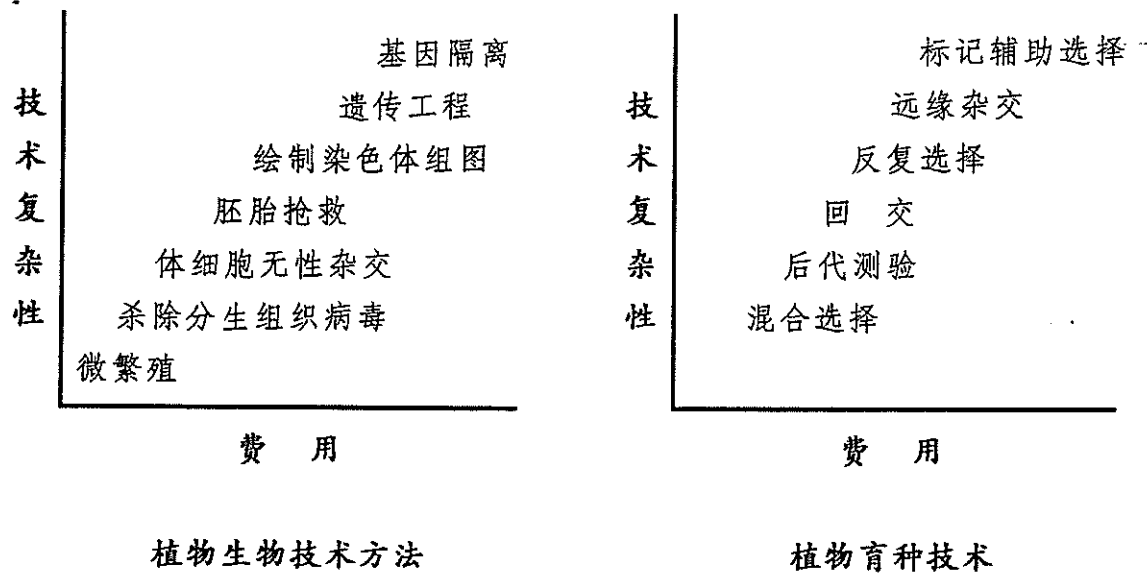 基因隔离
遗传工程
绘制染色体组图
胚胎抢救
体细胞无性杂交
杀除分生组织病毒
微繁殖
技术复杂性
费 用
植物生物技术方法
标记辅助选择
远缘杂交
反复选择
回 交
后代测验
混合选择
技术复杂性
费 用
植物育种技术